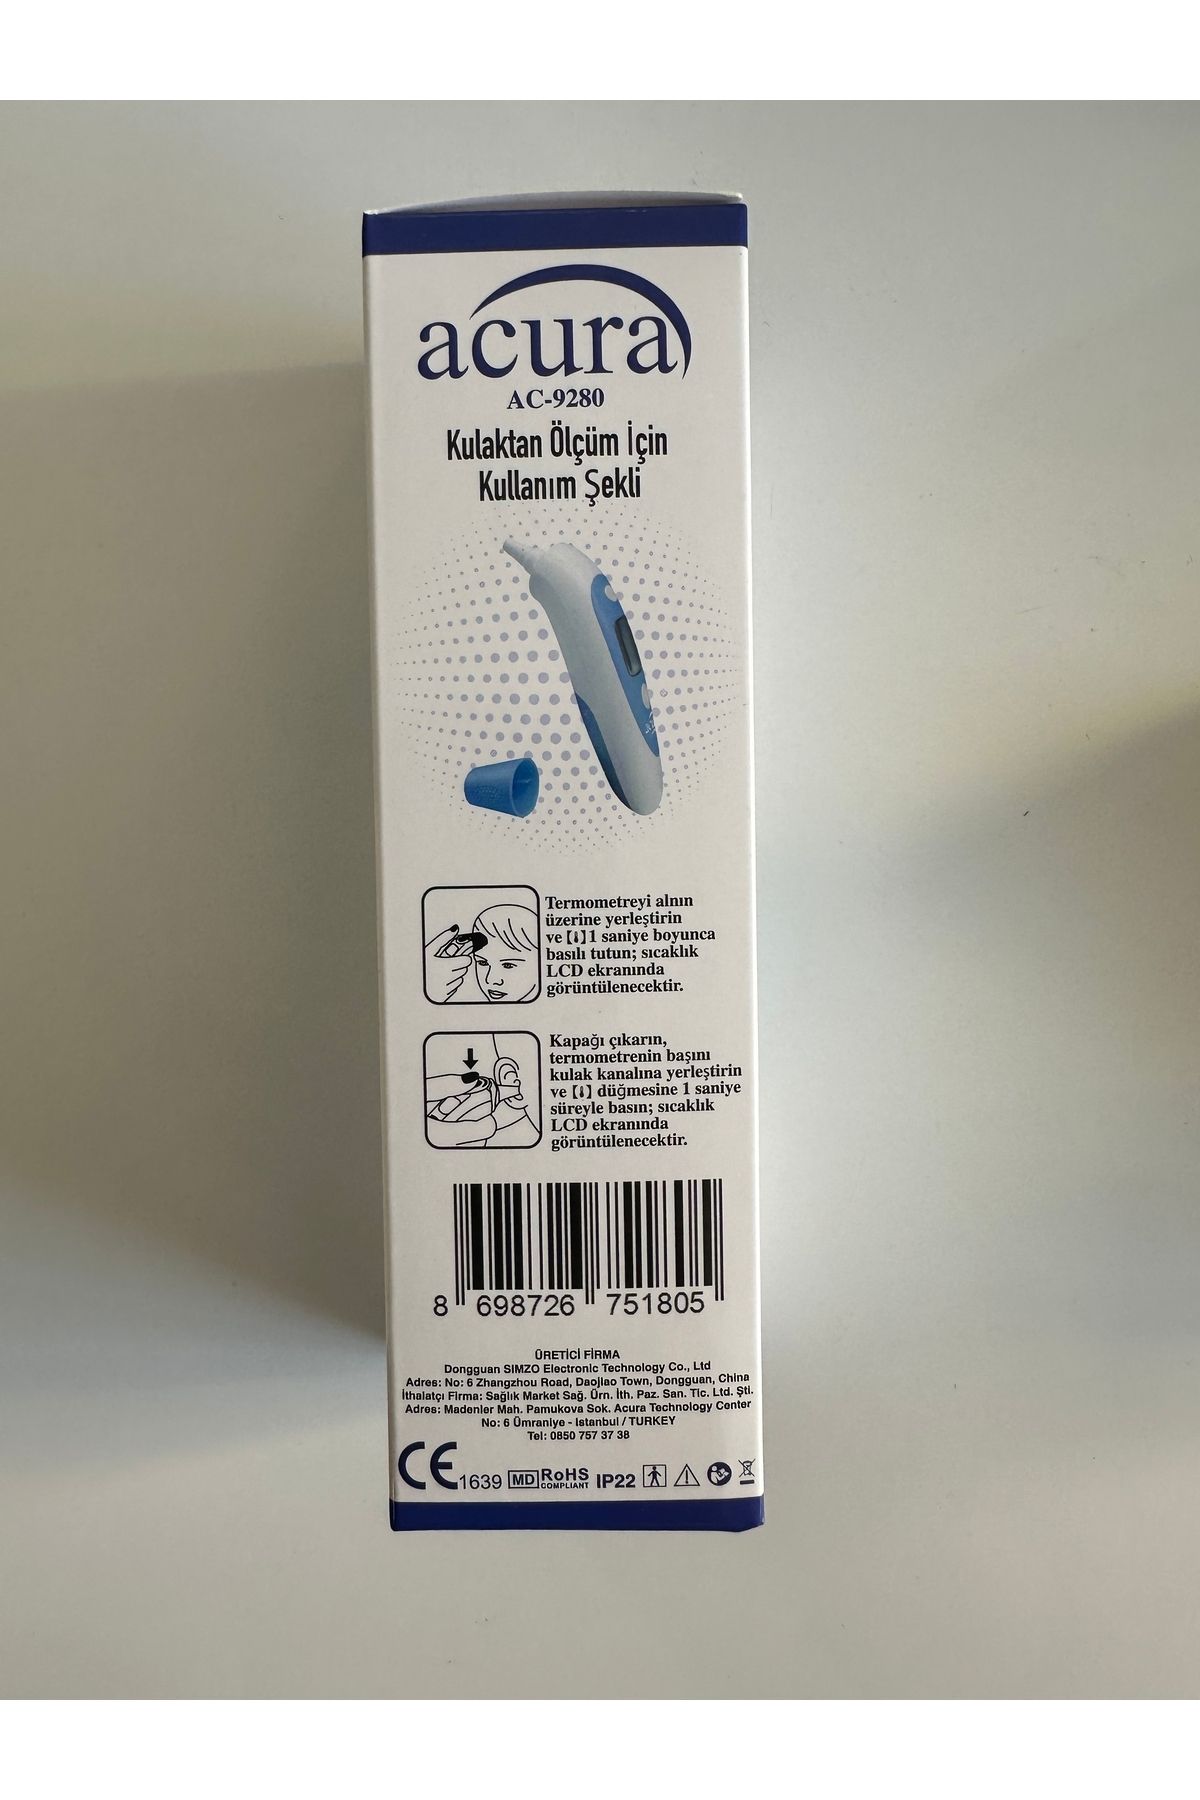 acura
AC-9280
Kulaktan Ölçüm İçin
Kullanım Şekli
Termometreyi alnın
üzerine yerleştirin
ve [🌡]1 saniye boyunca
basılı tutun; sıcaklık
LCD ekranında
görüntülenecektir.
Kapağı çıkarın,
termometrenin başını
kulak kanalına yerleştirin
ve [🌡] düğmesine 1 saniye
süreyle basın; sıcaklık
LCD ekranında
görüntülenecektir.
8 698726 751805
ÜRETİCİ FİRMA
Dongguan SIMZO Electronic Technology Co., Ltd
Adres: No: 6 Zhangzhou Road, Daojiao Town, Dongguan, China
İthalatçı Firma: Sağlık Market Sağ. Ürn. İth. Paz. San. Tic. Ltd. Şti.
Adres: Madenler Mah. Pamukova Sok. Acura Technology Center
No: 6 Ümraniye - Istanbul / TURKEY
Tel: 0850 757 37 38
CE 1639 MD RoHS COMPLIANT IP22